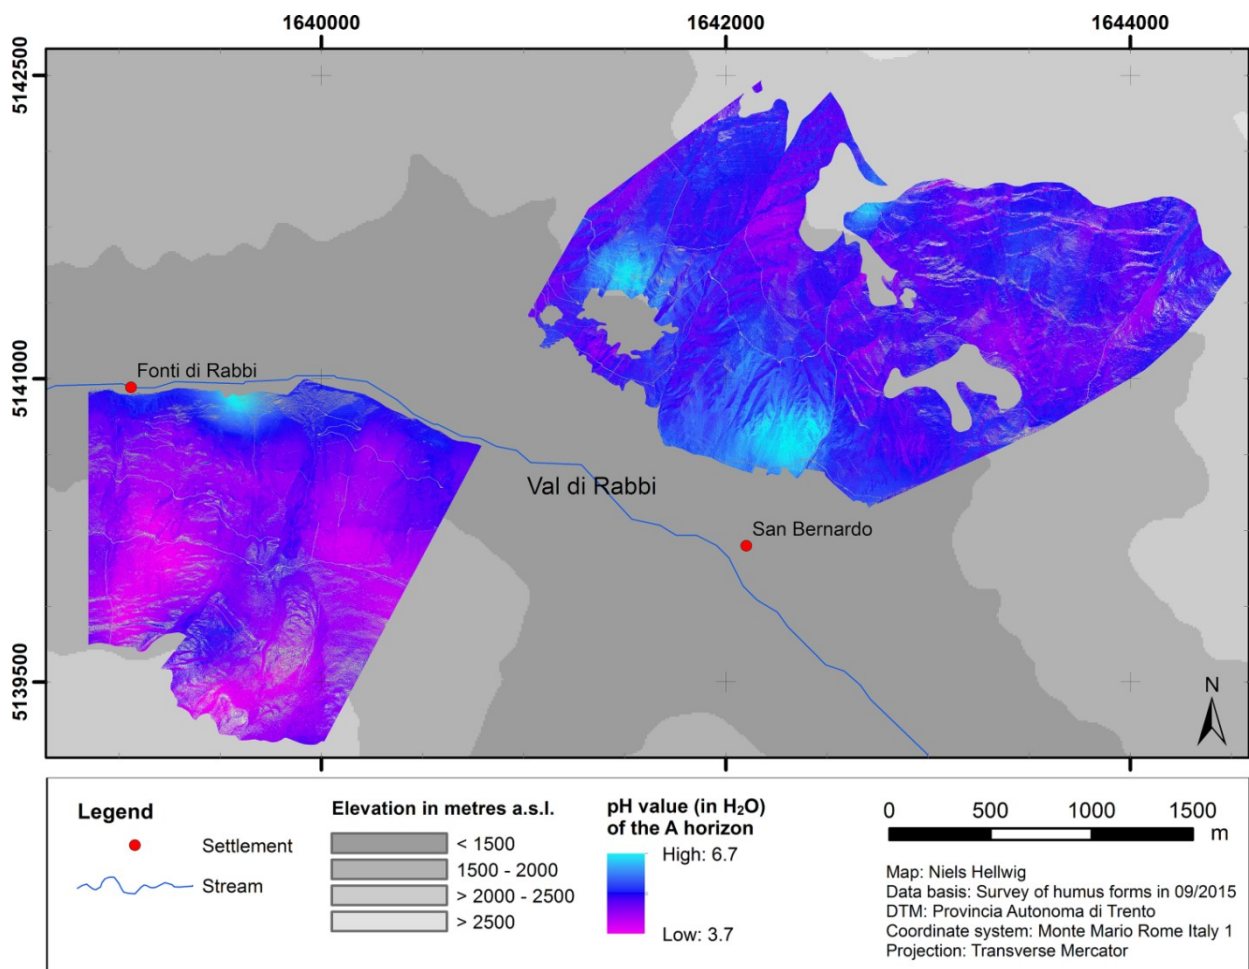 1640000
1642000
1644000
5142500
5141000
5139500
Fonti di Rabbi
Val di Rabbi
San Bernardo
N
Legend
Settlement
Stream
Elevation in metres a.s.l.
< 1500
1500 - 2000
> 2000 - 2500
> 2500
pH value (in H₂O)
of the A horizon
High: 6.7
Low: 3.7
0 500 1000 1500
m
Map: Niels Hellwig
Data basis: Survey of humus forms in 09/2015
DTM: Provincia Autonoma di Trento
Coordinate system: Monte Mario Rome Italy 1
Projection: Transverse Mercator